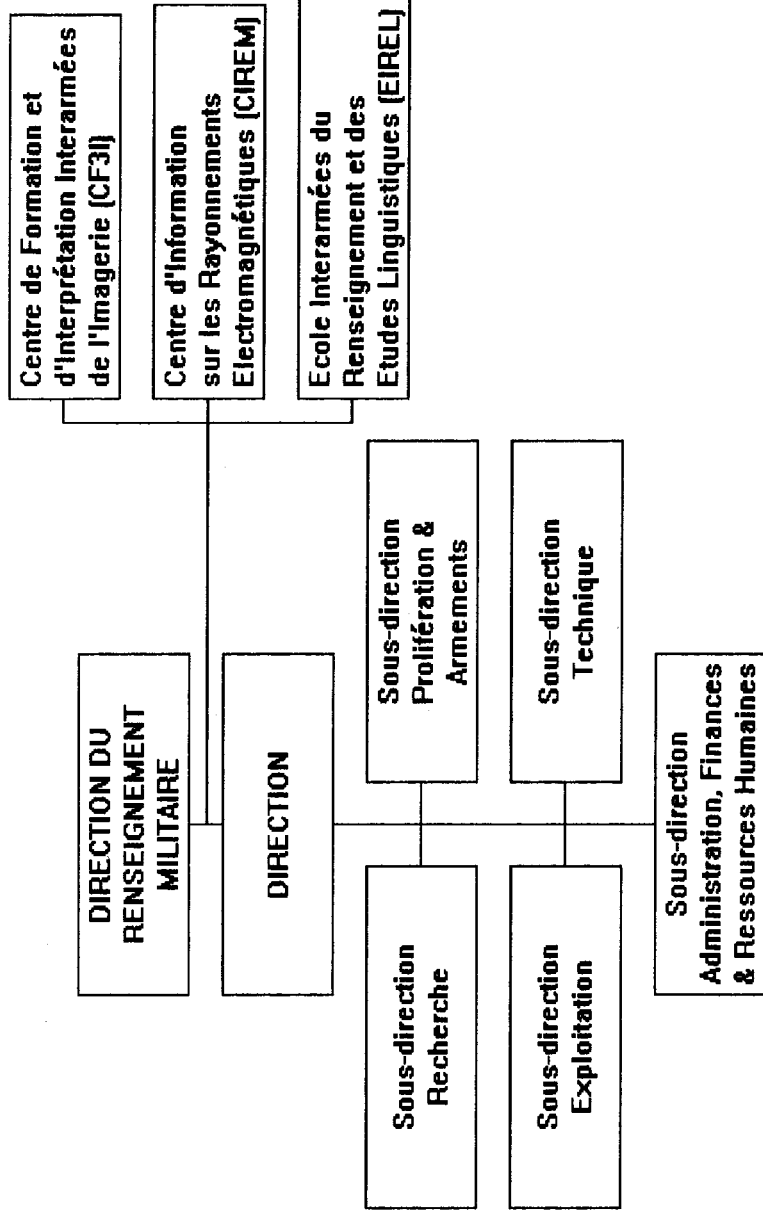 DIRECTION DU
RENSEIGNEMENT
MILITAIRE
DIRECTION
Centre de Formation et
d'Interprétation Interarmées
de l'Imagerie (CF3I)
Centre d'Information
sur les Rayonnements
Electromagnétiques (CIREM)
Ecole Interarmées du
Renseignement et des
Etudes Linguistiques (EIREL)
Sous-direction
Recherche
Sous-direction
Prolifération &
Armements
Sous-direction
Exploitation
Sous-direction
Technique
Sous-direction
Administration, Finances
& Ressources Humaines